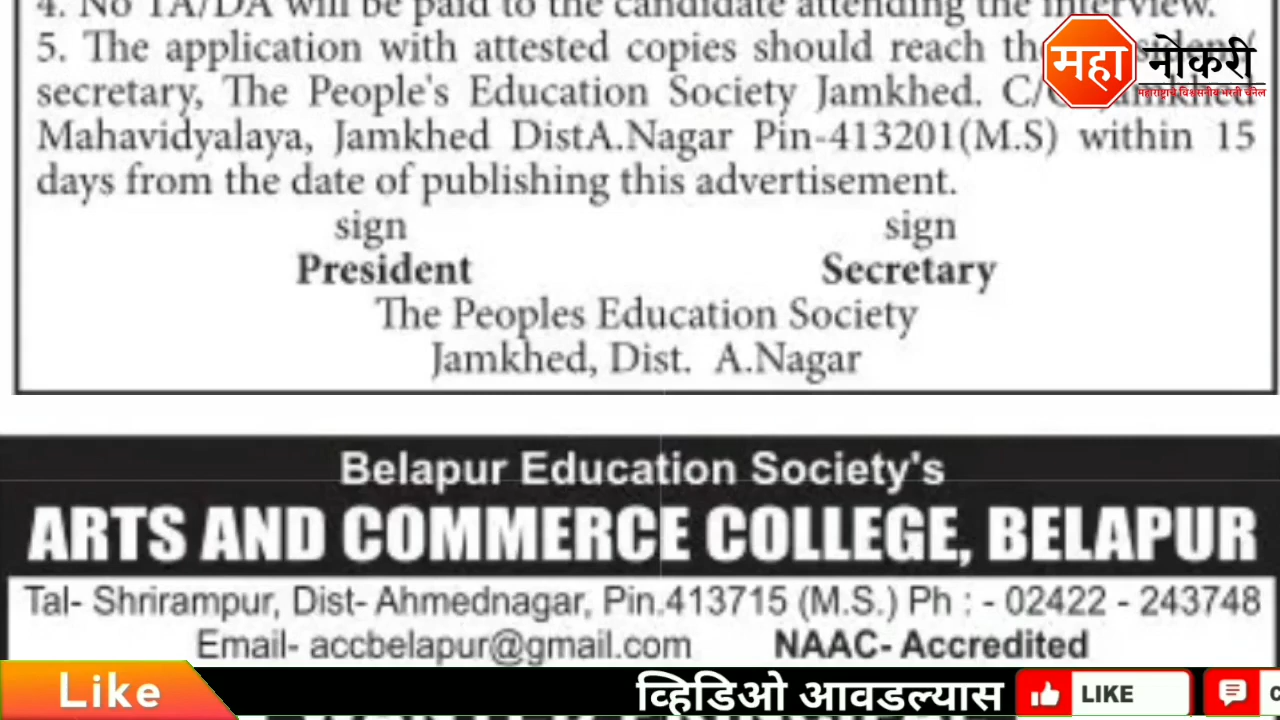 4. No TA/DA will be paid to the candidate attending the interview.
5. The application with attested copies should reach the
secretary, The People's Education Society Jamkhed. C/
Mahavidyalaya, Jamkhed DistA.Nagar Pin-413201(M.S) within 15
days from the date of publishing this advertisement.
sign sign
President Secretary
The Peoples Education Society
Jamkhed, Dist. A.Nagar
महा नोकरी
महाराष्ट्राचे विश्वसनीय भरती चॅनेल
Belapur Education Society's
ARTS AND COMMERCE COLLEGE, BELAPUR
Tal- Shrirampur, Dist- Ahmednagar, Pin.413715 (M.S.) Ph : - 02422 - 243748
Email- accbelapur@gmail.com NAAC- Accredited
Like व्हिडिओ आवडल्यास LIKE